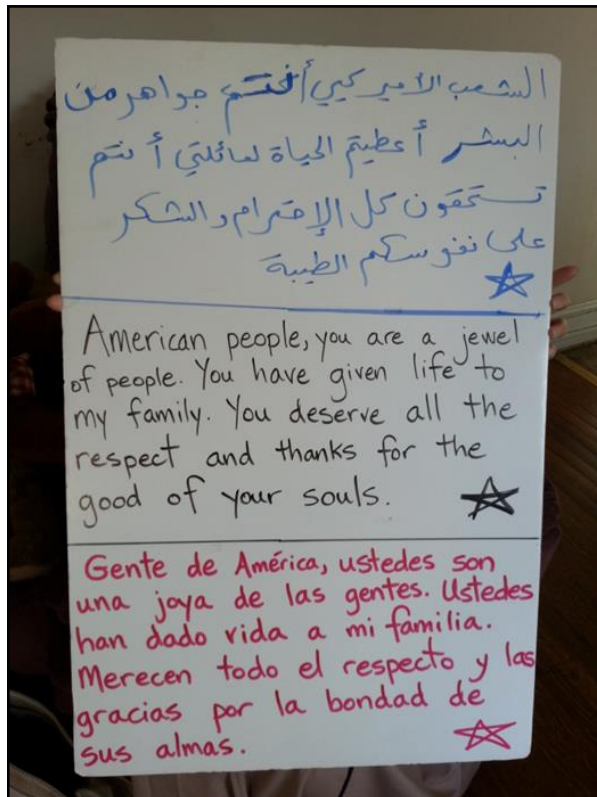 الشعب الأميركي أنتم جواهر من
البشر أعطيتم الحياة لعائلتي أنتم
تستحقون كل الإحترام والشكر
على نفوسكم الطيبة
American people, you are a jewel
of people. You have given life to
my family. You deserve all the
respect and thanks for the
good of your souls.
Gente de América, ustedes son
una joya de las gentes. Ustedes
han dado vida a mi familia.
Merecen todo el respecto y las
gracias por la bondad de
sus almas.